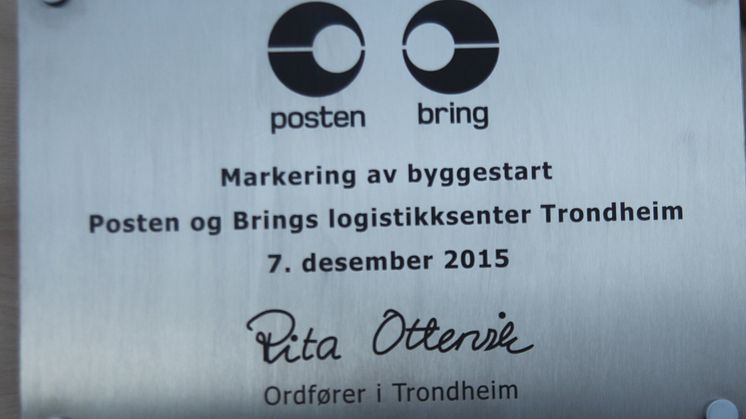 posten bring
Markering av byggestart
Posten og Brings logistikksenter Trondheim
7. desember 2015
Rita Ottervik
Ordfører i Trondheim